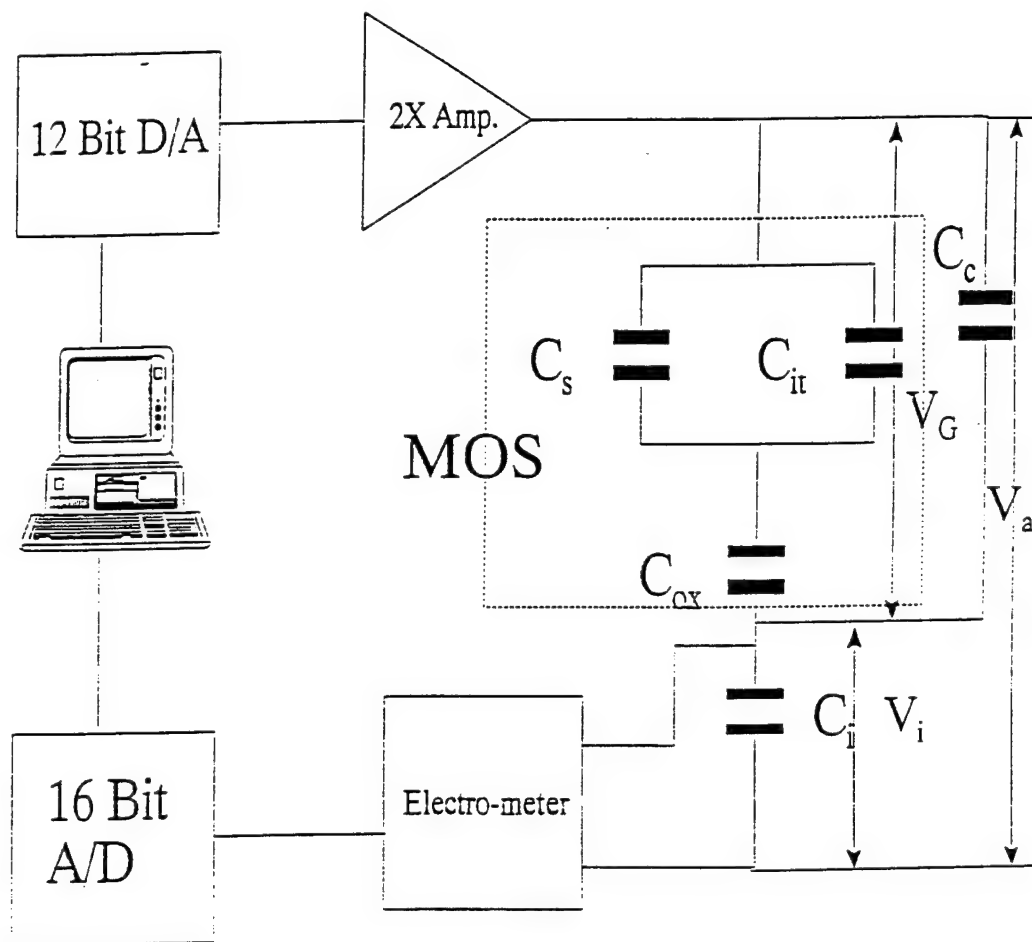 12 Bit D/A
2X Amp.
C_c
C_s
C_it
V_G
MOS
V_a
C_ox
C_i
V_i
Electro-meter
16 Bit
A/D